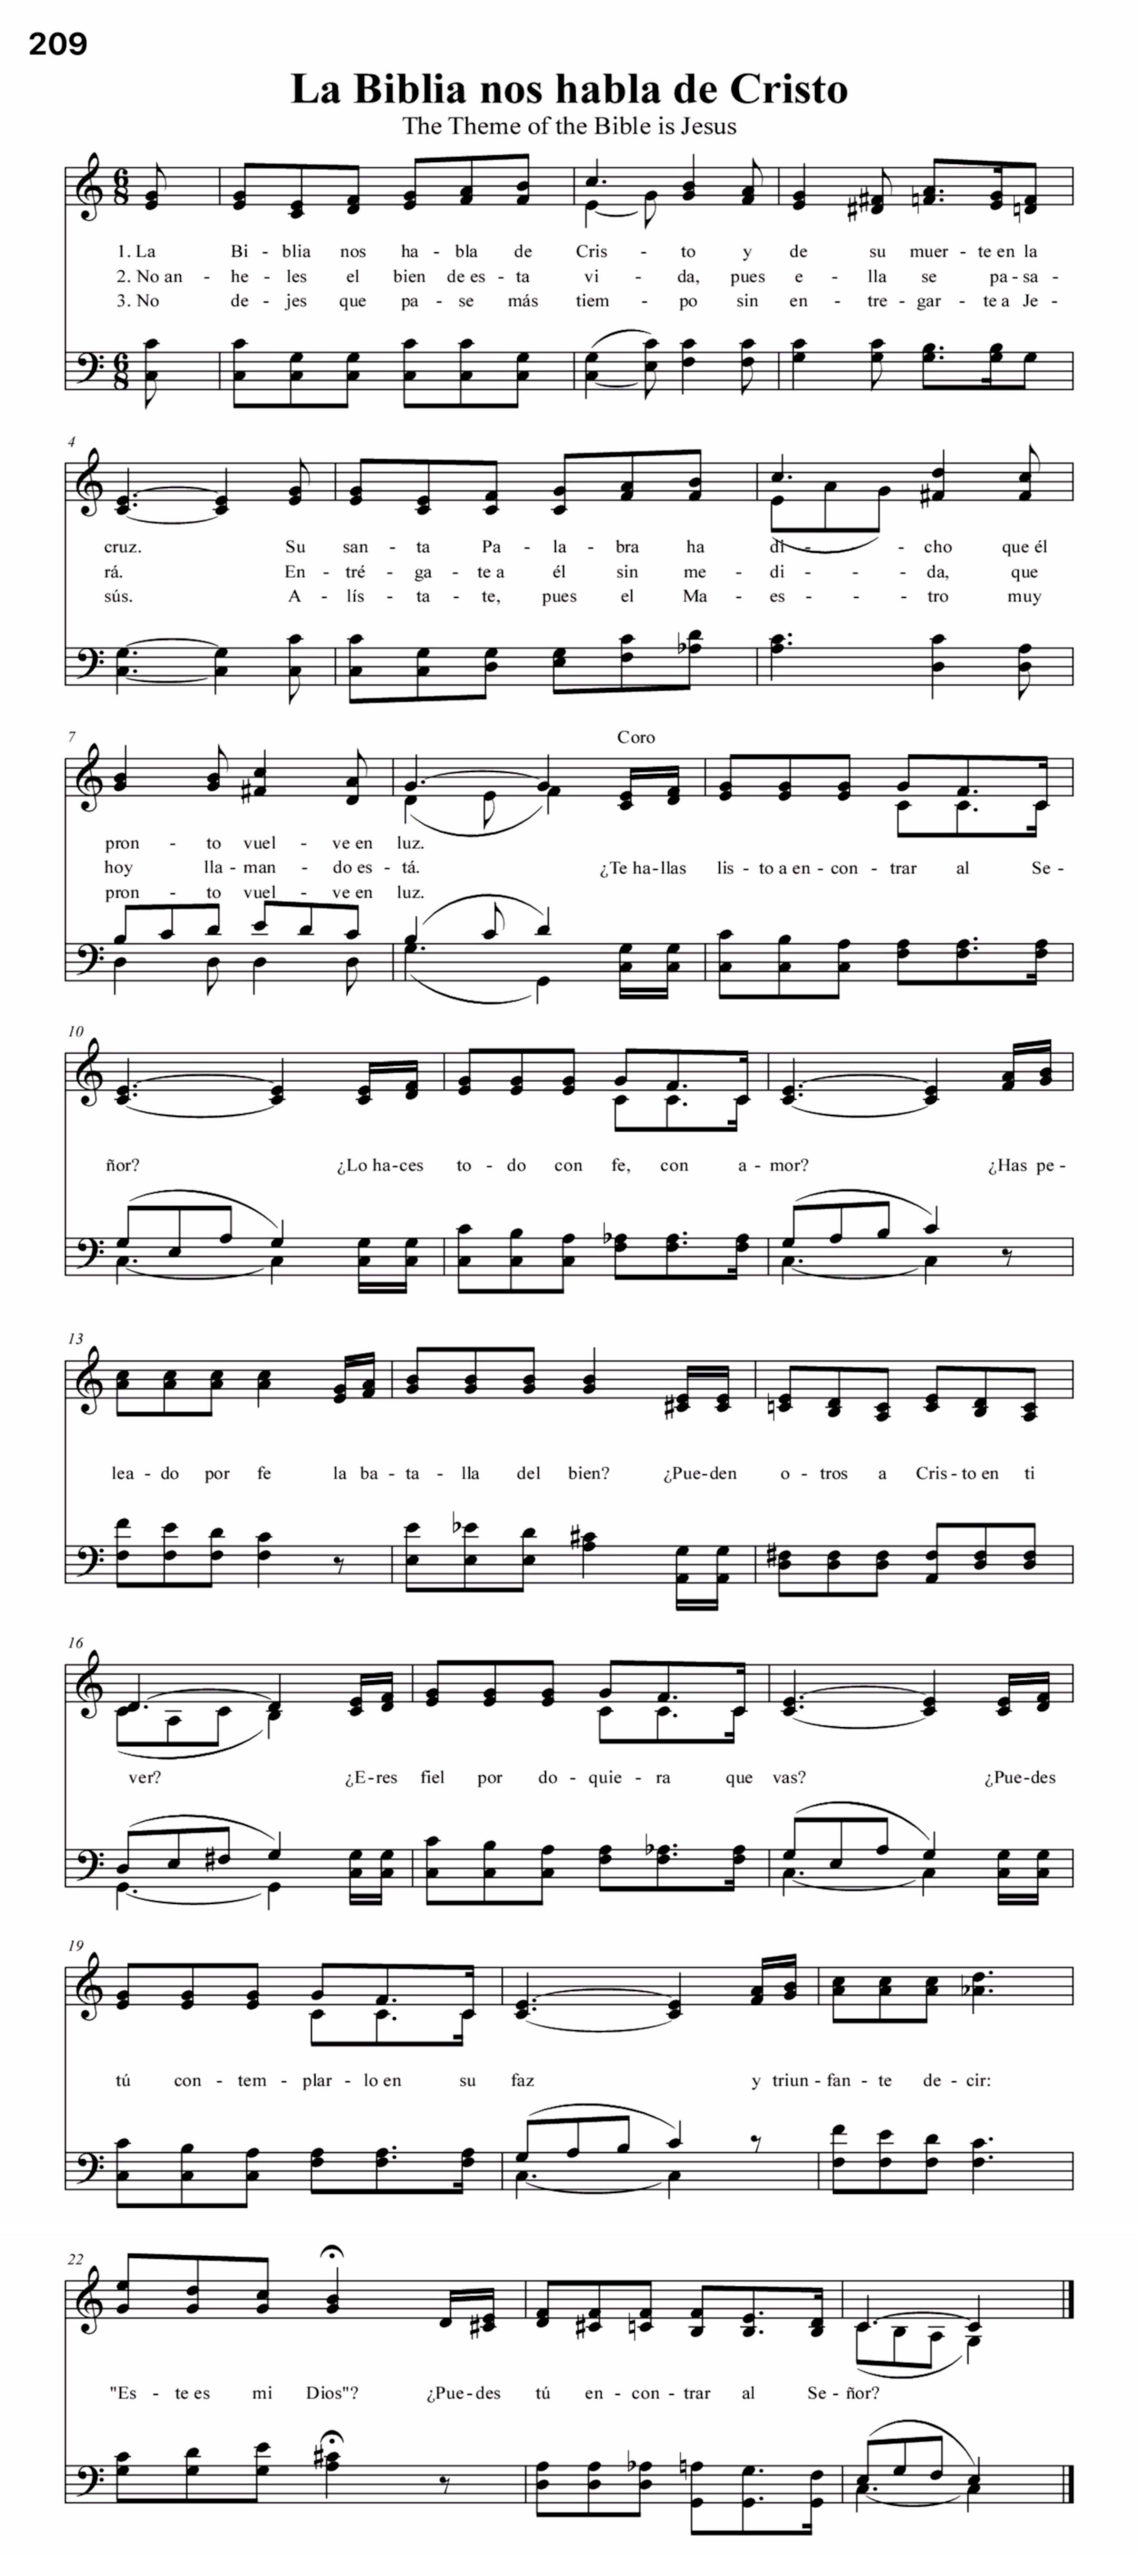 209
La Biblia nos habla de Cristo
The Theme of the Bible is Jesus
1. La Bi - blia nos ha - bla de Cris - to y de su muer - te en la
2. No an - he - les el bien de es - ta vi - da, pues e - lla se pa - sa -
3. No de - jes que pa - se más tiem - po sin en - tre - gar - te a Je -
4
cruz. Su san - ta Pa - la - bra ha di - - cho que él
rá. En - tré - ga - te a él sin me - di - - da, que
sús. A - lís - ta - te, pues el Ma - es - - tro muy
7
Coro
pron - to vuel - ve en luz.
hoy lla - man - do es - tá. ¿Te ha - llas lis - to a en - con - trar al Se -
pron - to vuel - ve en luz.
10
ñor? ¿Lo ha - ces to - do con fe, con a - mor? ¿Has pe -
13
lea - do por fe la ba - ta - lla del bien? ¿Pue - den o - tros a Cris - to en ti
16
ver? ¿E - res fiel por do - quie - ra que vas? ¿Pue - des
19
tú con - tem - plar - lo en su faz y triun - fan - te de - cir:
22
"Es - te es mi Dios"? ¿Pue - des tú en - con - trar al Se - ñor?